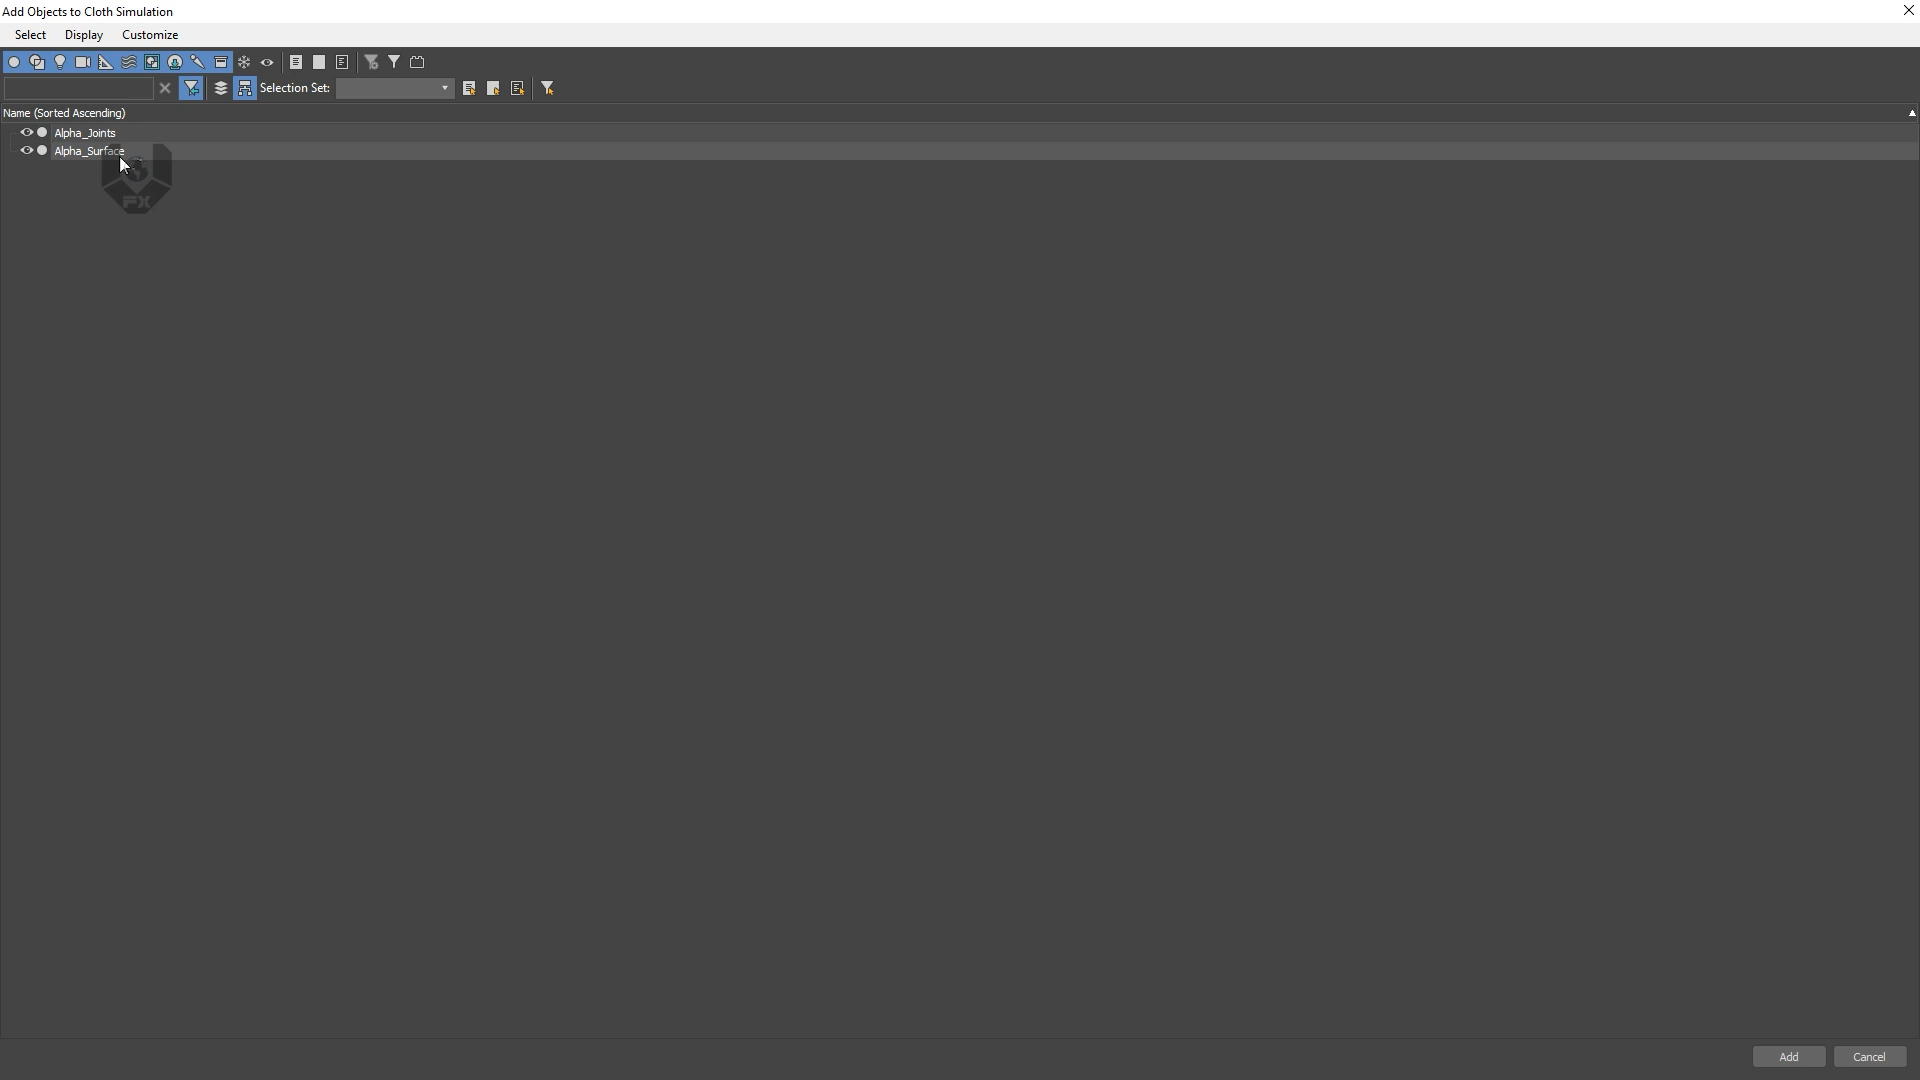 Add Objects to Cloth Simulation
Select Display Customize
Selection Set:
Name (Sorted Ascending)
Alpha_Joints
Alpha_Surface
FX
Add Cancel